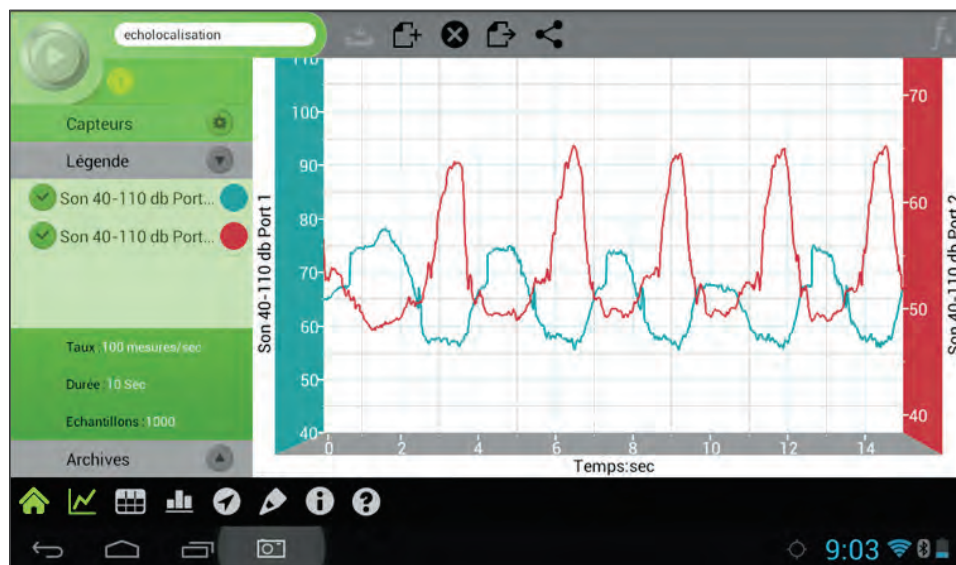 echolocalisation
1
Capteurs
Légende
Son 40-110 db Port...
Son 40-110 db Port...
Taux :100 mesures/sec
Durée :10 Sec
Echantillons :1000
Archives
Son 40-110 db Port 1
110
100
90
80
70
60
50
40
0 2 4 6 8 10 12 14
Temps:sec
70
60
50
40
Son 40-110 db Port 2
9:03